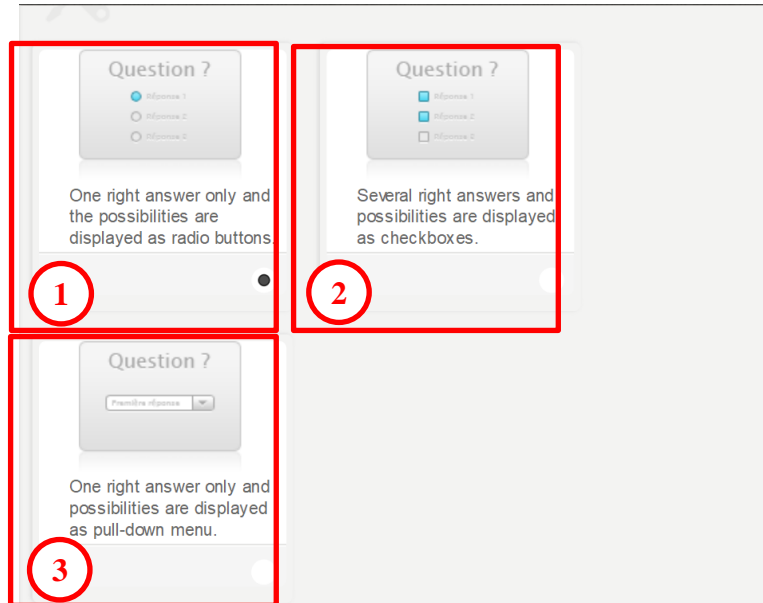 Question ?
Réponse 1
Réponse 2
Réponse 3
One right answer only and
the possibilities are
displayed as radio buttons.
1
Question ?
Réponse 1
Réponse 2
Réponse 3
Several right answers and
possibilities are displayed
as checkboxes.
2
Question ?
Première réponse
One right answer only and
possibilities are displayed
as pull-down menu.
3